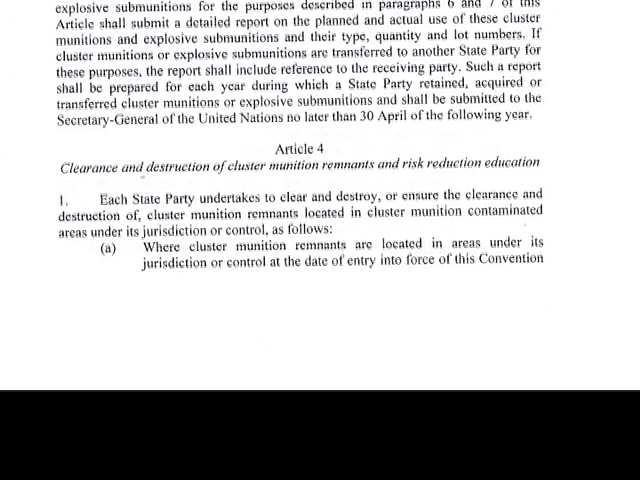 explosive submunitions for the purposes described in paragraphs 6 and 7 of this
Article shall submit a detailed report on the planned and actual use of these cluster
munitions and explosive submunitions and their type, quantity and lot numbers. If
cluster munitions or explosive submunitions are transferred to another State Party for
these purposes, the report shall include reference to the receiving party. Such a report
shall be prepared for each year during which a State Party retained, acquired or
transferred cluster munitions or explosive submunitions and shall be submitted to the
Secretary-General of the United Nations no later than 30 April of the following year.
Article 4
Clearance and destruction of cluster munition remnants and risk reduction education
1. Each State Party undertakes to clear and destroy, or ensure the clearance and
destruction of, cluster munition remnants located in cluster munition contaminated
areas under its jurisdiction or control, as follows:
(a) Where cluster munition remnants are located in areas under its
jurisdiction or control at the date of entry into force of this Convention